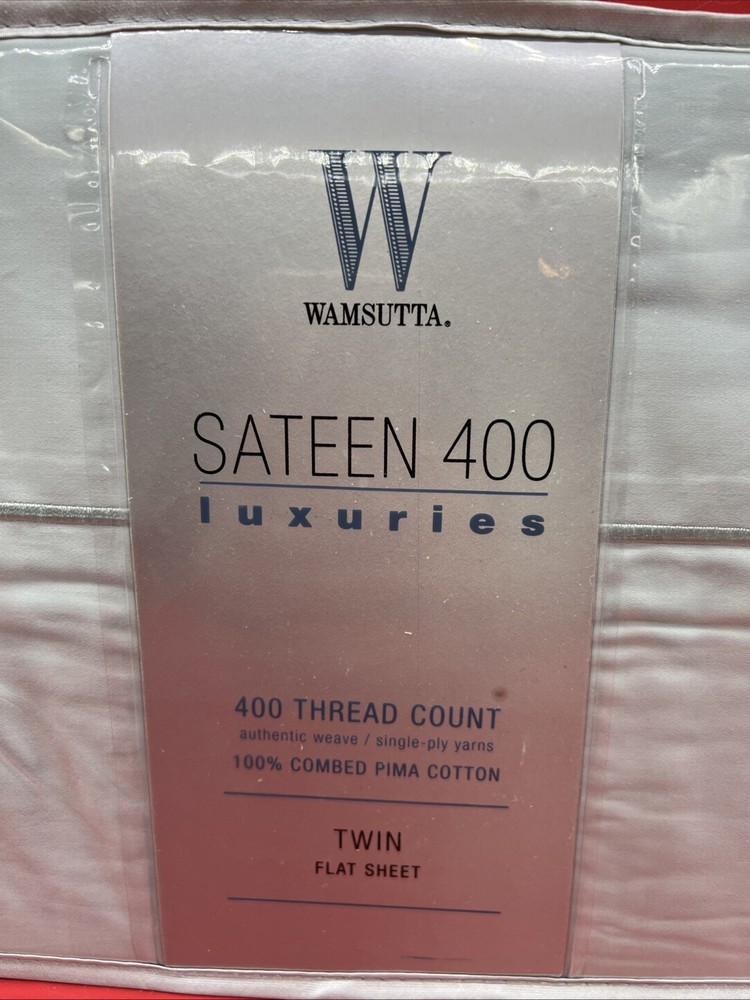 W
WAMSUTTA®
SATEEN 400
luxuries
400 THREAD COUNT
authentic weave / single-ply yarns
100% COMBED PIMA COTTON
TWIN
FLAT SHEET